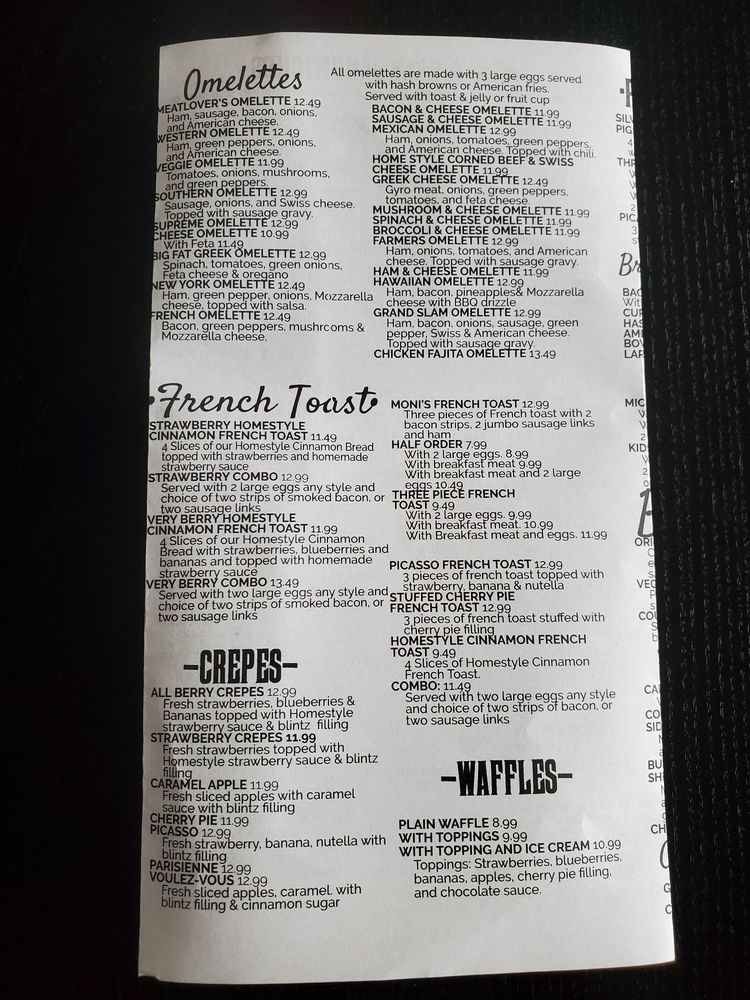 Omelettes
All omelettes are made with 3 large eggs served
with hash browns or American fries.
Served with toast & jelly or fruit cup
MEATLOVER'S OMELETTE 12.49
Ham, sausage, bacon, onions,
and American cheese.
WESTERN OMELETTE 12.49
Ham, green peppers, onions,
and American cheese.
VEGGIE OMELETTE 11.99
Tomatoes, onions, mushrooms,
and green peppers.
SOUTHERN OMELETTE 12.99
Sausage, onions, and Swiss cheese.
Topped with sausage gravy.
SUPREME OMELETTE 12.99
CHEESE OMELETTE 10.99
With Feta 11.49
BIG FAT GREEK OMELETTE 12.99
Spinach, tomatoes, green onions,
Feta cheese & oregano
NEW YORK OMELETTE 12.49
Ham, green pepper, onions, Mozzarella
cheese, topped with salsa.
FRENCH OMELETTE 12.49
Bacon, green peppers, mushrooms &
Mozzarella cheese.
BACON & CHEESE OMELETTE 11.99
SAUSAGE & CHEESE OMELETTE 11.99
MEXICAN OMELETTE 12.99
Ham, onions, tomatoes, green peppers,
and American cheese. Topped with chili.
HOME STYLE CORNED BEEF & SWISS
CHEESE OMELETTE 11.99
GREEK CHEESE OMELETTE 12.49
Gyro meat, onions, green peppers,
tomatoes, and feta cheese.
MUSHROOM & CHEESE OMELETTE 11.99
SPINACH & CHEESE OMELETTE 11.99
BROCCOLI & CHEESE OMELETTE 11.99
FARMERS OMELETTE 12.99
Ham, onions, tomatoes, and American
cheese. Topped with sausage gravy.
HAM & CHEESE OMELETTE 11.99
HAWAIIAN OMELETTE 12.99
Ham, bacon, pineapples& Mozzarella
cheese with BBQ drizzle
GRAND SLAM OMELETTE 12.99
Ham, bacon, onions, sausage, green
pepper, Swiss & American cheese.
Topped with sausage gravy.
CHICKEN FAJITA OMELETTE 13.49
French Toast
STRAWBERRY HOMESTYLE
CINNAMON FRENCH TOAST 11.49
4 Slices of our Homestyle Cinnamon Bread
topped with strawberries and homemade
strawberry sauce
STRAWBERRY COMBO 12.99
Served with 2 large eggs any style and
choice of two strips of smoked bacon, or
two sausage links
VERY BERRY HOMESTYLE
CINNAMON FRENCH TOAST 11.99
4 Slices of our Homestyle Cinnamon
Bread with strawberries, blueberries and
bananas and topped with homemade
strawberry sauce
VERY BERRY COMBO 13.49
Served with two large eggs any style and
choice of two strips of smoked bacon, or
two sausage links
MONI'S FRENCH TOAST 12.99
Three pieces of French toast with 2
bacon strips, 2 jumbo sausage links
and ham
HALF ORDER 7.99
With 2 large eggs. 8.99
With breakfast meat 9.99
With breakfast meat and 2 large
eggs 10.49
THREE PIECE FRENCH
TOAST 9.49
With 2 large eggs. 9.99
With breakfast meat. 10.99
With Breakfast meat and eggs. 11.99
PICASSO FRENCH TOAST 12.99
3 pieces of french toast topped with
strawberry, banana & nutella
STUFFED CHERRY PIE
FRENCH TOAST 12.99
3 pieces of french toast stuffed with
cherry pie filling
HOMESTYLE CINNAMON FRENCH
TOAST 9.49
4 Slices of Homestyle Cinnamon
French Toast.
COMBO: 11.49
Served with two large eggs any style
and choice of two strips of bacon, or
two sausage links
-CREPES-
ALL BERRY CREPES 12.99
Fresh strawberries, blueberries &
Bananas topped with Homestyle
strawberry sauce & blintz filling
STRAWBERRY CREPES 11.99
Fresh strawberries topped with
Homestyle strawberry sauce & blintz
filling
CARAMEL APPLE 11.99
Fresh sliced apples with caramel
sauce with blintz filling
CHERRY PIE 11.99
PICASSO 12.99
Fresh strawberry, banana, nutella with
blintz filling
PARISIENNE 12.99
VOULEZ-VOUS 12.99
Fresh sliced apples, caramel. with
blintz filling & cinnamon sugar
-WAFFLES-
PLAIN WAFFLE 8.99
WITH TOPPINGS 9.99
WITH TOPPING AND ICE CREAM 10.99
Toppings: Strawberries, blueberries,
bananas, apples, cherry pie filling,
and chocolate sauce.